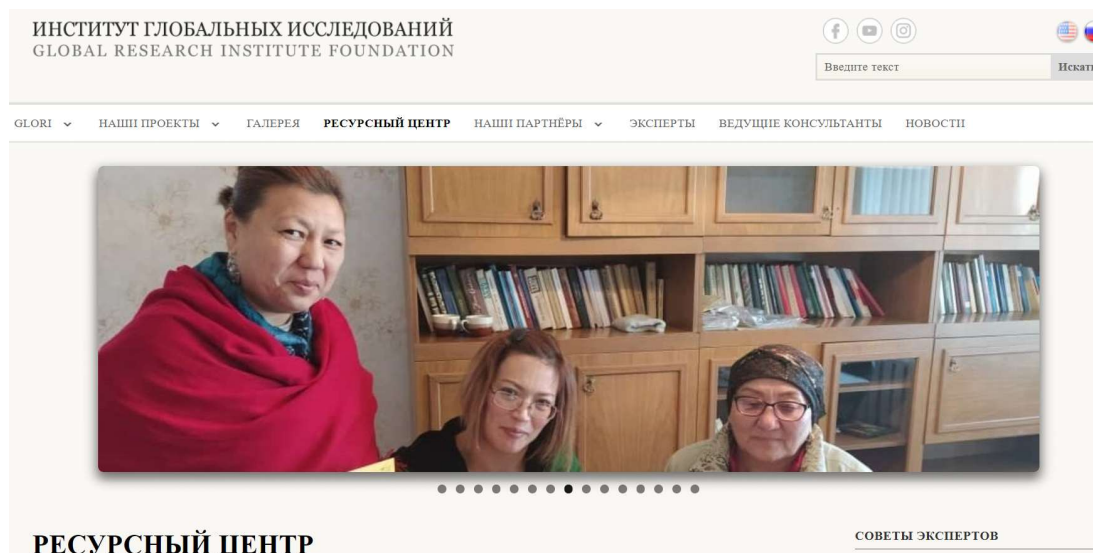 ИНСТИТУТ ГЛОБАЛЬНЫХ ИССЛЕДОВАНИЙ
GLOBAL RESEARCH INSTITUTE FOUNDATION
Введите текст
GLORI НАШИ ПРОЕКТЫ ГАЛЕРЕЯ РЕСУРСНЫЙ ЦЕНТР НАШИ ПАРТНЁРЫ ЭКСПЕРТЫ ВЕДУЩИЕ КОНСУЛЬТАНТЫ НОВОСТИ
РЕСУРСНЫЙ ЦЕНТР
СОВЕТЫ ЭКСПЕРТОВ